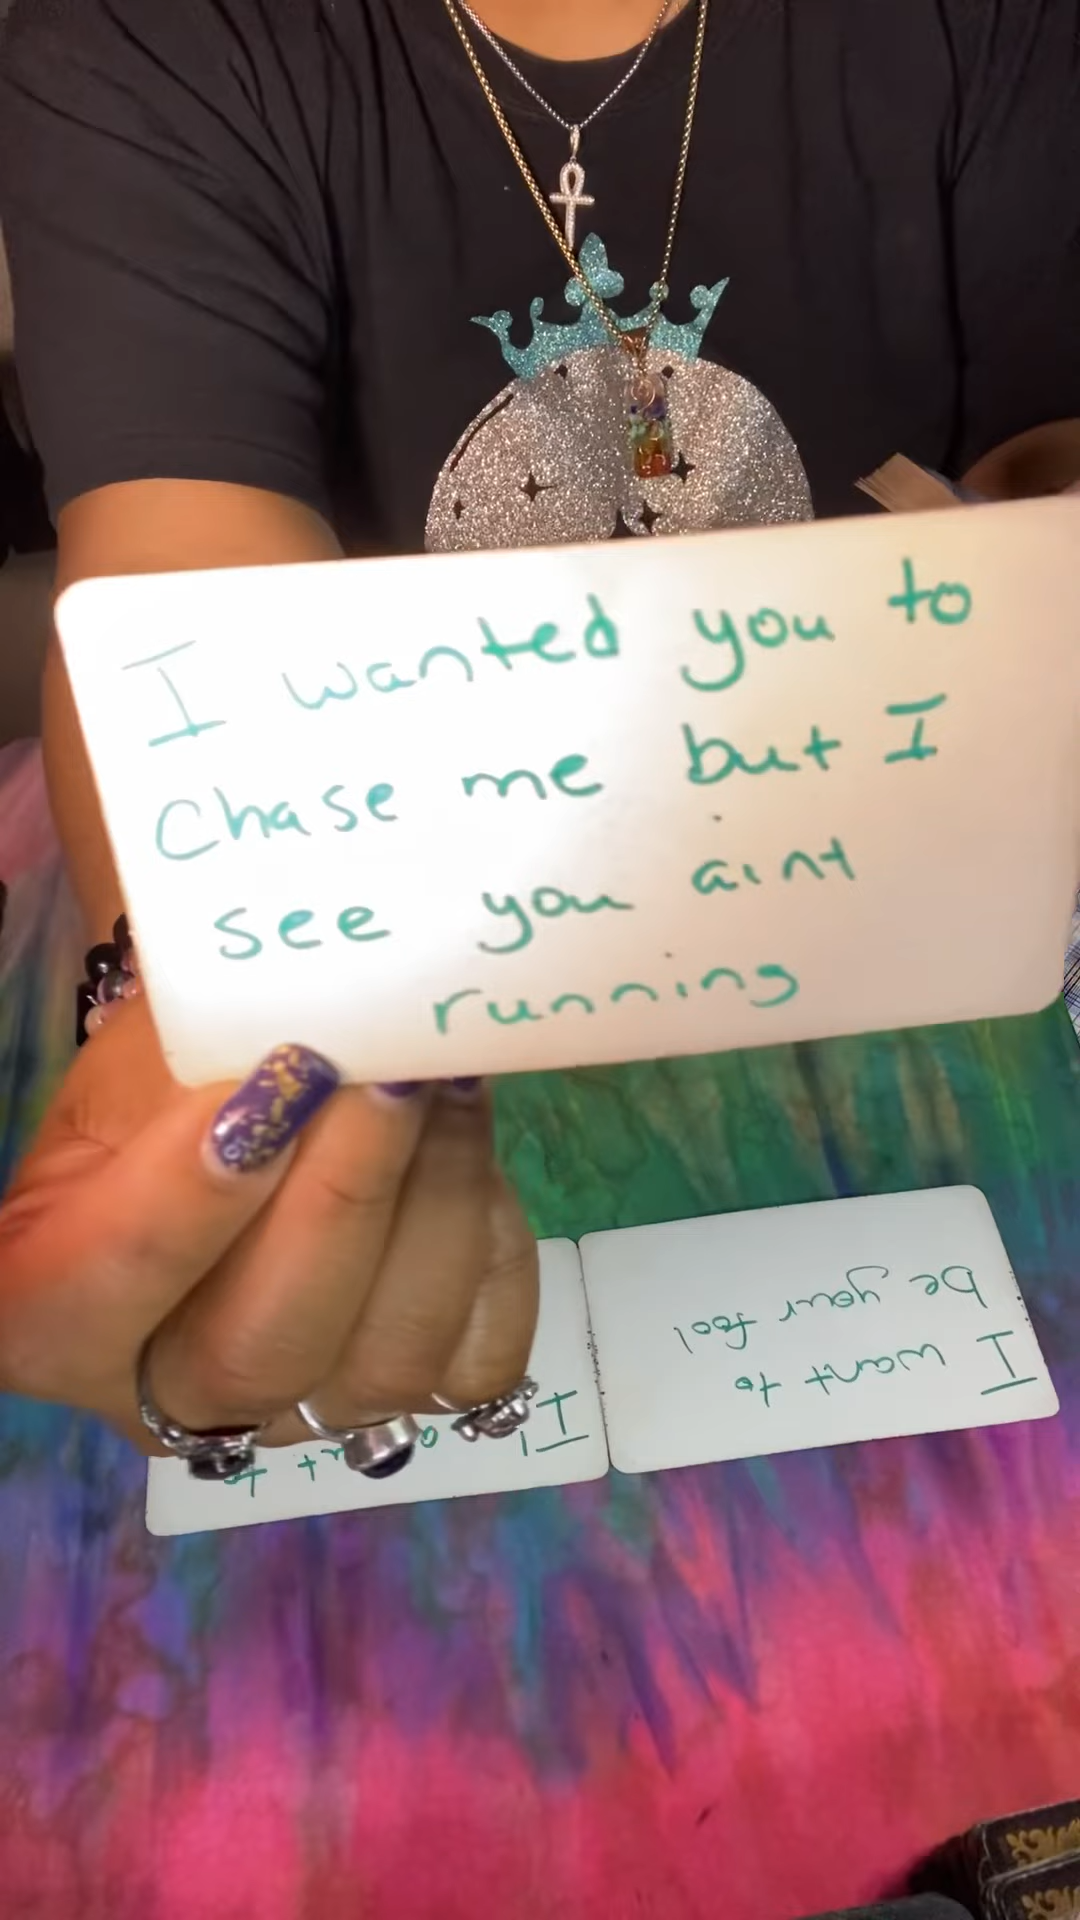 I wanted you to
Chase me but I
see you aint
running
I want to
be your fool